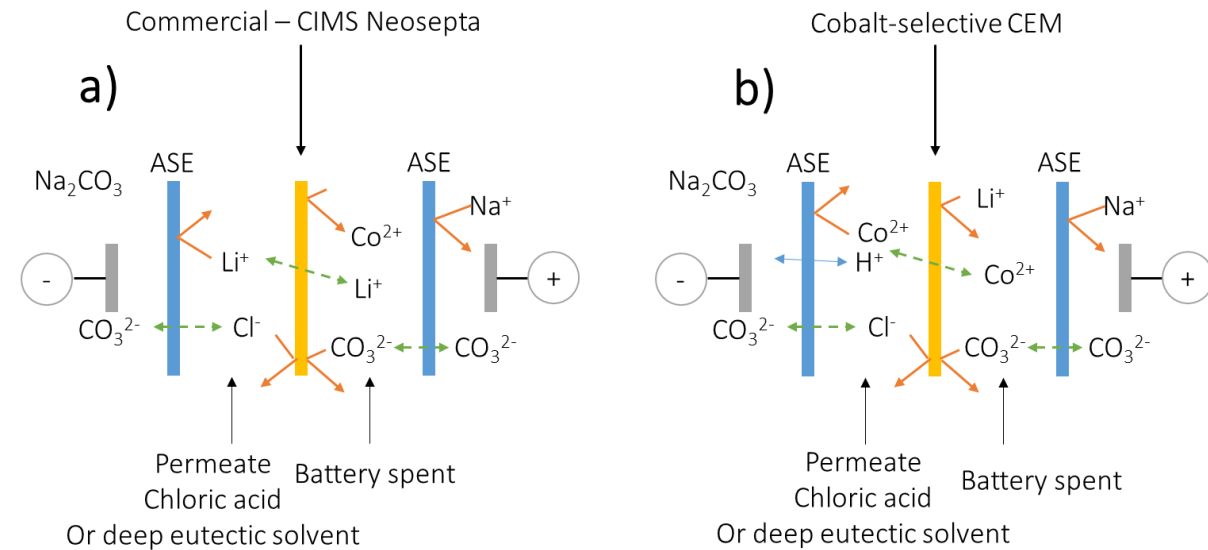 Commercial – CIMS Neosepta
a)
ASE
ASE
Na₂CO₃
Na⁺
Co²⁺
Li⁺
Li⁺
-
+
CO₃²⁻
Cl⁻
CO₃²⁻
CO₃²⁻
Permeate
Chloric acid
Or deep eutectic solvent
Battery spent
Cobalt-selective CEM
b)
ASE
ASE
Na₂CO₃
Li⁺
Na⁺
Co²⁺
H⁺
Co²⁺
-
+
CO₃²⁻
Cl⁻
CO₃²⁻
CO₃²⁻
Permeate
Chloric acid
Or deep eutectic solvent
Battery spent